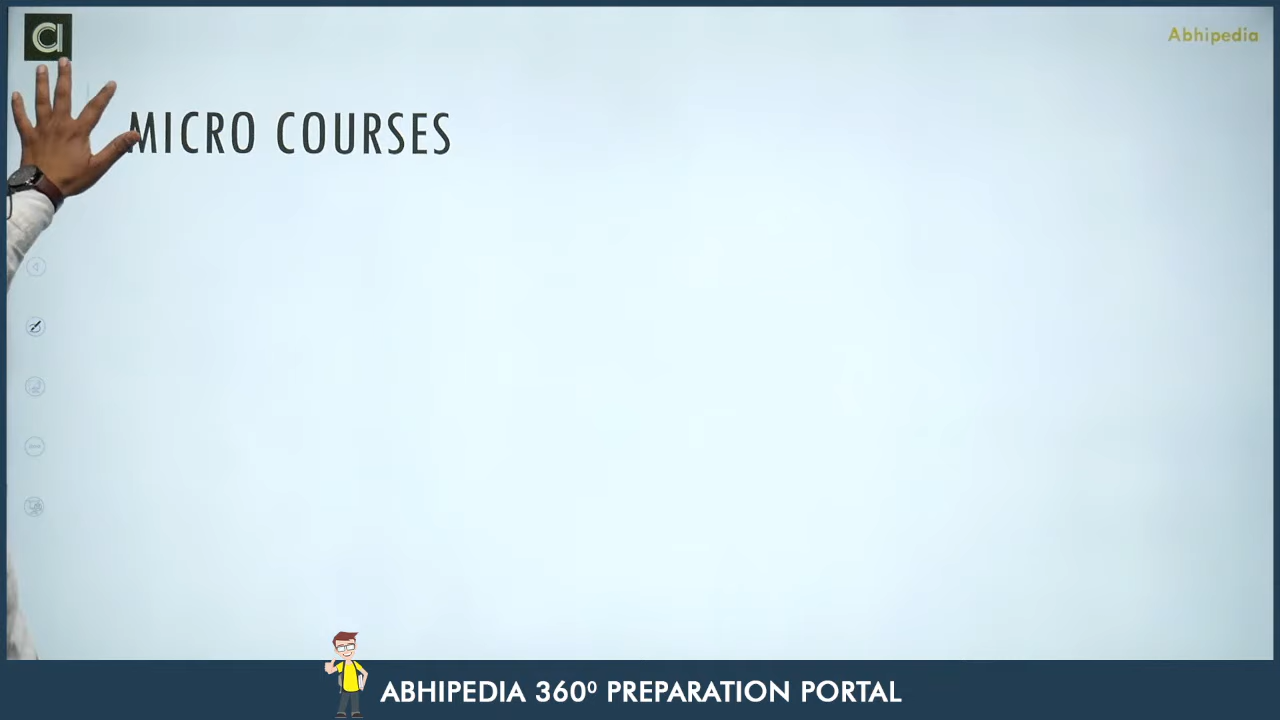 Abhipedia
MICRO COURSES
ABHIPEDIA 360⁰ PREPARATION PORTAL